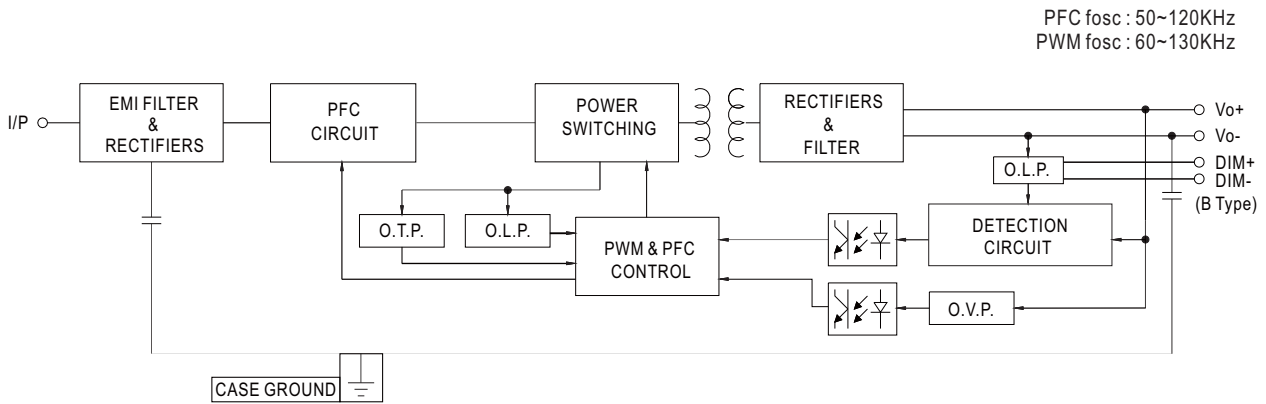 PFC fosc : 50~120KHz
PWM fosc : 60~130KHz
I/P
EMI FILTER
&
RECTIFIERS
PFC
CIRCUIT
POWER
SWITCHING
RECTIFIERS
&
FILTER
Vo+
Vo-
DIM+
DIM-
(B Type)
O.L.P.
O.T.P.
O.L.P.
PWM & PFC
CONTROL
DETECTION
CIRCUIT
O.V.P.
CASE GROUND